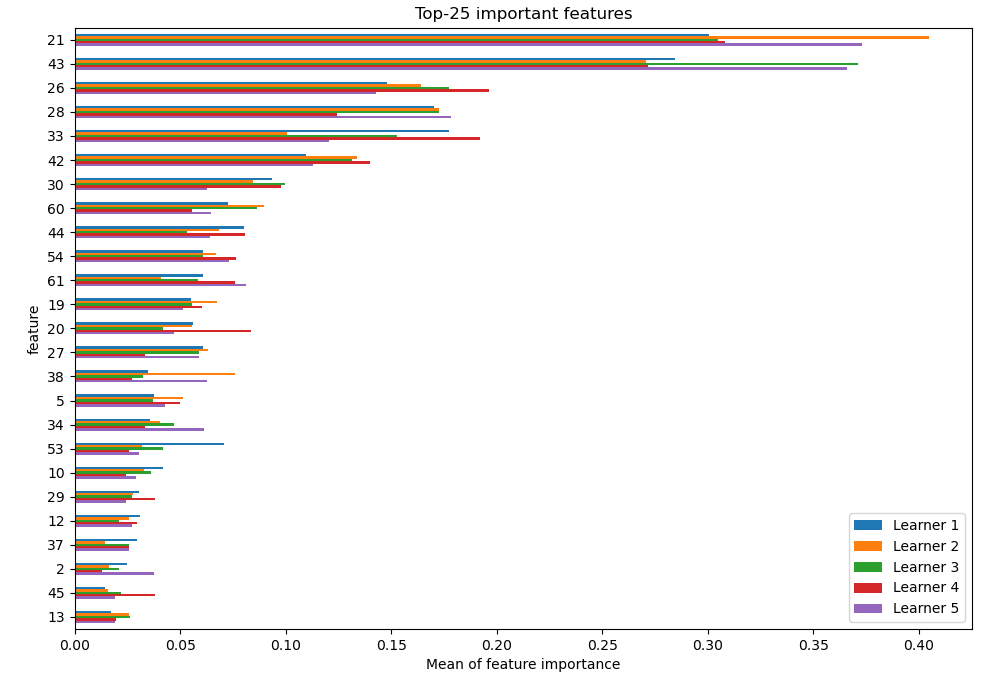 Top-25 important features
21
43
26
28
33
42
30
60
44
54
61
19
20
27
38
5
34
53
10
29
12
37
2
45
13
feature
0.00 0.05 0.10 0.15 0.20 0.25 0.30 0.35 0.40
Mean of feature importance
Learner 1
Learner 2
Learner 3
Learner 4
Learner 5